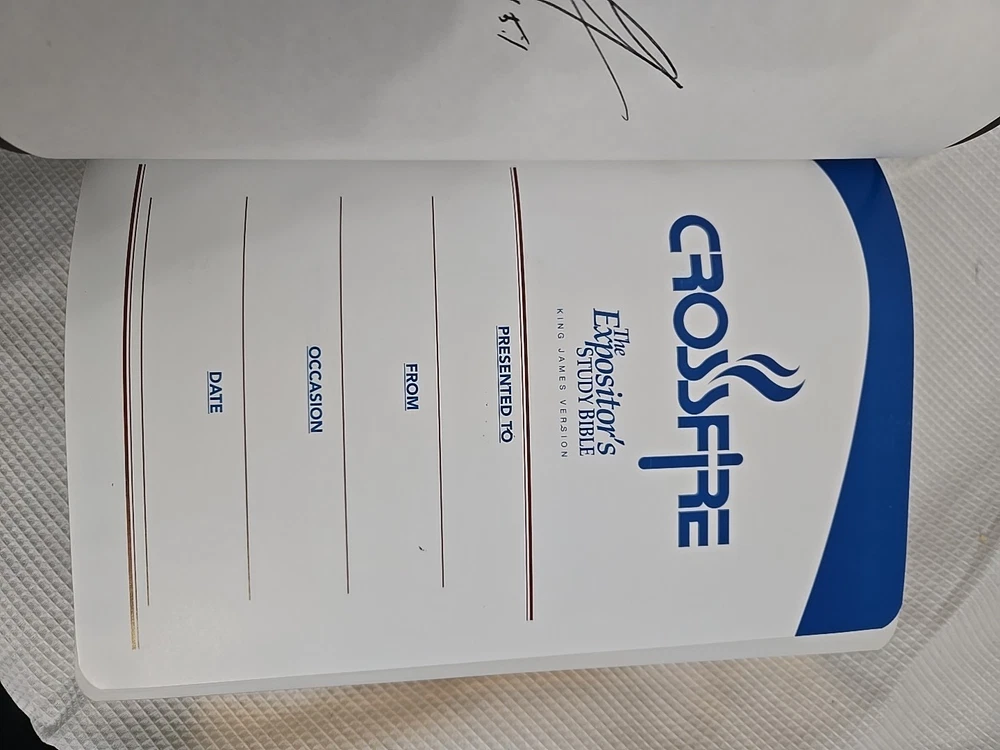 CROSSFIRE
The
Expositor's
STUDY BIBLE
KING JAMES VERSION
PRESENTED TO
FROM
OCCASION
DATE